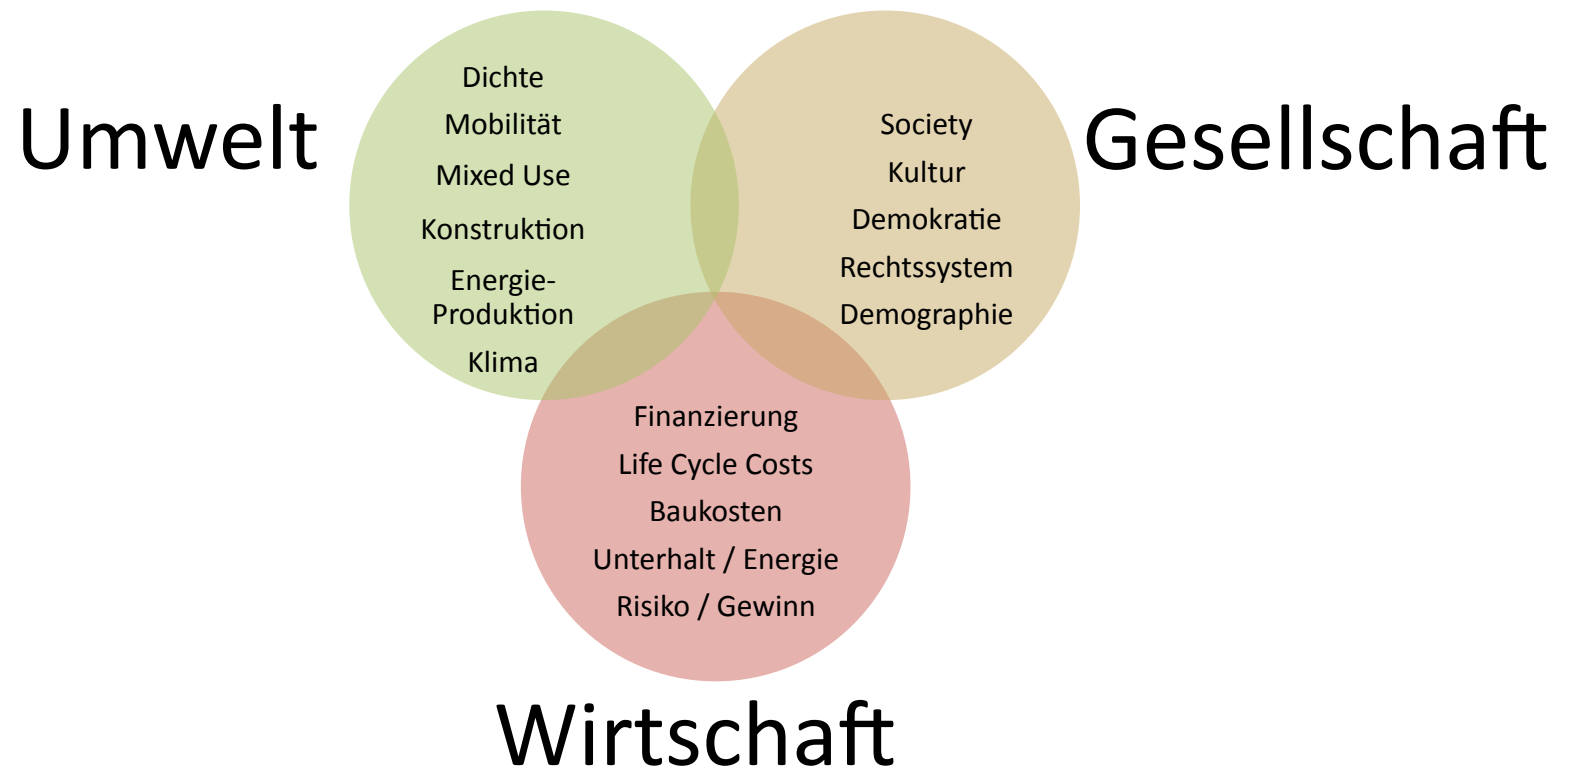 Umwelt
Dichte
Mobilität
Mixed Use
Konstruktion
Energie-
Produktion
Klima
Gesellschaft
Society
Kultur
Demokratie
Rechtssystem
Demographie
Finanzierung
Life Cycle Costs
Baukosten
Unterhalt / Energie
Risiko / Gewinn
Wirtschaft